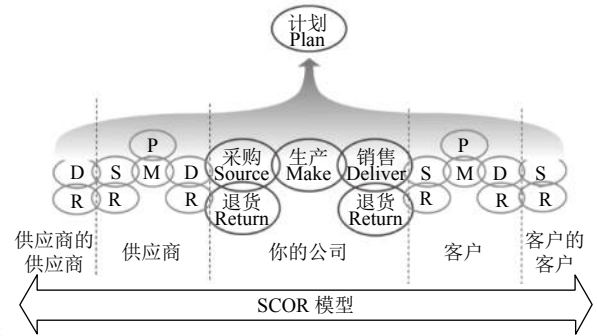 计划
Plan
P
P
采购
Source
生产
Make
销售
Deliver
D
S
M
D
S
M
D
S
R
R
R
退货
Return
退货
Return
R
R
R
供应商的
供应商
供应商
你的公司
客户
客户的
客户
SCOR 模型